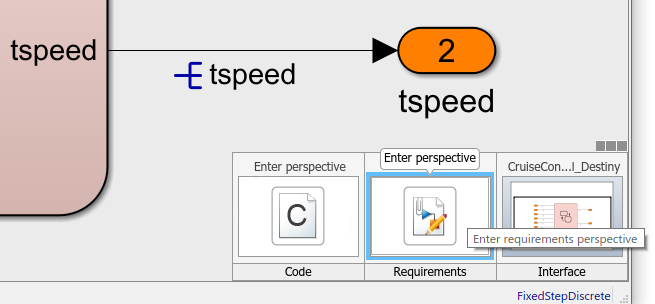 tspeed
2
tspeed
tspeed
Enter perspective
Enter perspective
CruiseCon...l_Destiny
C
Enter requirements perspective
Code
Requirements
Interface
FixedStepDiscrete